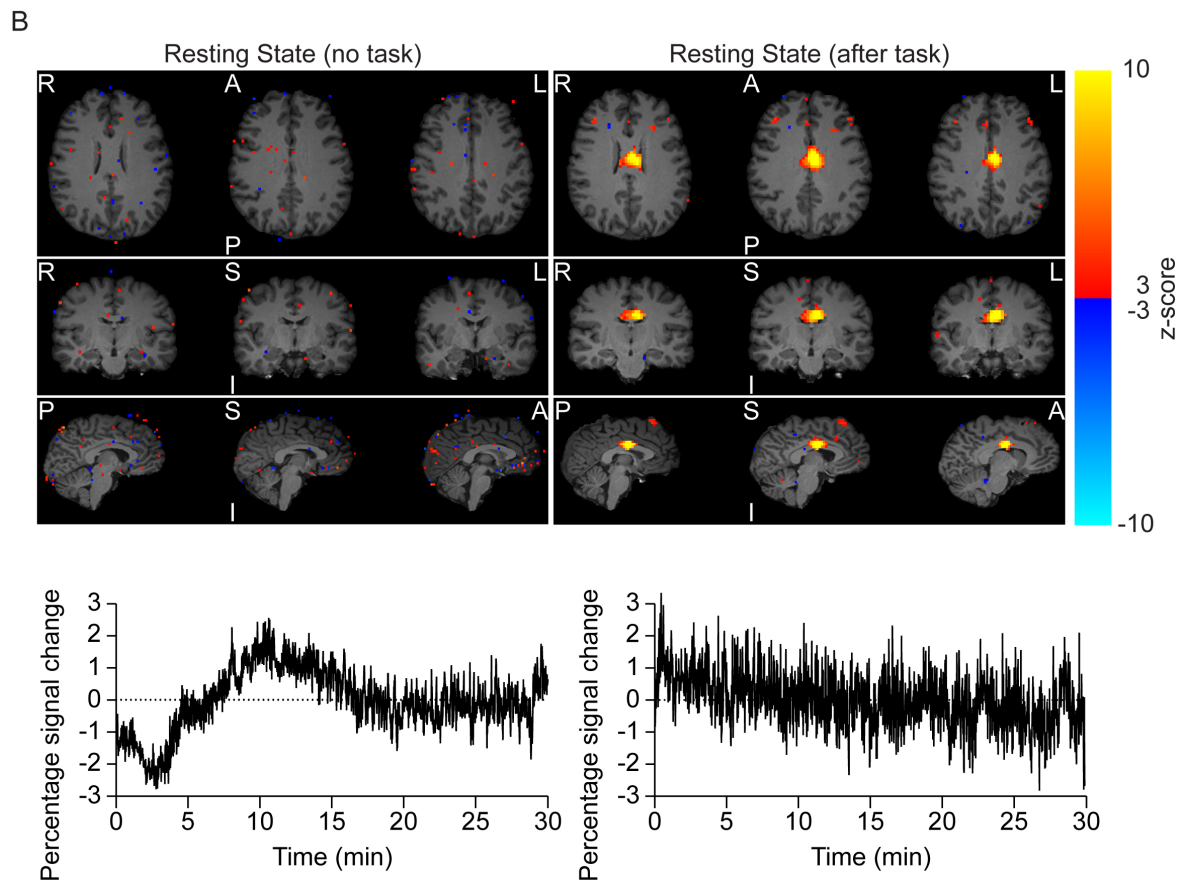 B
Resting State (no task)
Resting State (after task)
R A L
P
R S L
I
P S A
I
R A L
P
R S L
I
P S A
I
10
3
-3
-10
z-score
Percentage signal change
3
2
1
0
-1
-2
-3
0 5 10 15 20 25 30
Time (min)
Percentage signal change
3
2
1
0
-1
-2
-3
0 5 10 15 20 25 30
Time (min)